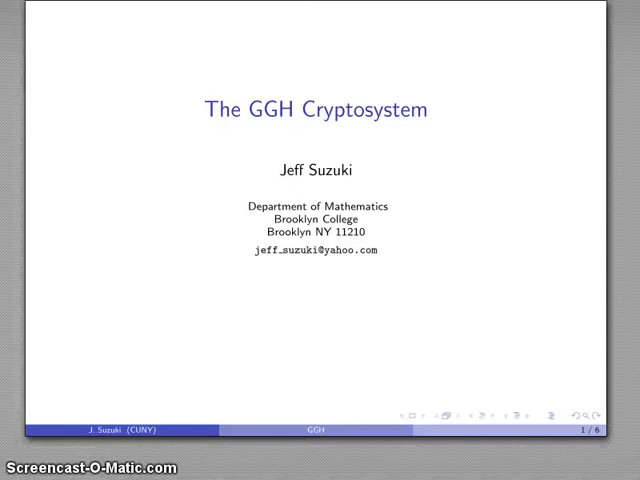 The GGH Cryptosystem
Jeff Suzuki
Department of Mathematics
Brooklyn College
Brooklyn NY 11210
jeff_suzuki@yahoo.com
J. Suzuki (CUNY)
GGH
1 / 6
Screencast-O-Matic.com